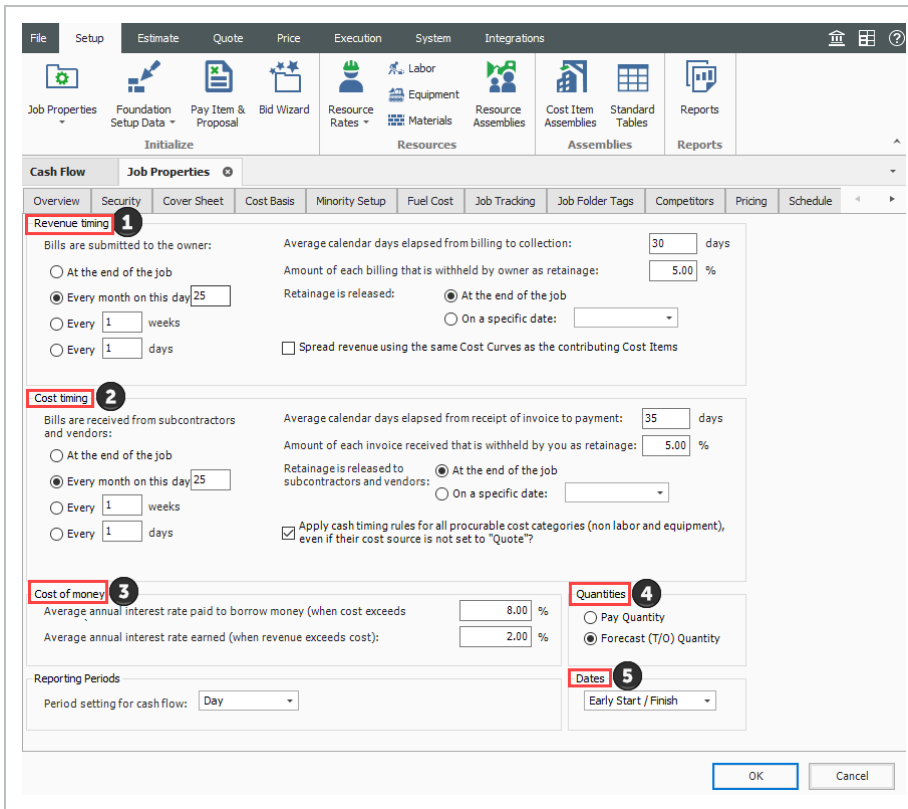 File Setup Estimate Quote Price Execution System Integrations
Job Properties
Foundation Setup Data
Pay Item & Proposal
Bid Wizard
Initialize
Resource Rates
Labor
Equipment
Materials
Resource Assemblies
Resources
Cost Item Assemblies
Standard Tables
Assemblies
Reports
Reports
Cash Flow Job Properties
Overview Security Cover Sheet Cost Basis Minority Setup Fuel Cost Job Tracking Job Folder Tags Competitors Pricing Schedule
Revenue timing 1
Bills are submitted to the owner:
At the end of the job
Every month on this day 25
Every 1 weeks
Every 1 days
Average calendar days elapsed from billing to collection: 30 days
Amount of each billing that is withheld by owner as retainage: 5.00 %
Retainage is released: At the end of the job
On a specific date:
Spread revenue using the same Cost Curves as the contributing Cost Items
Cost timing 2
Bills are received from subcontractors
and vendors:
At the end of the job
Every month on this day 25
Every 1 weeks
Every 1 days
Average calendar days elapsed from receipt of invoice to payment: 35 days
Amount of each invoice received that is withheld by you as retainage: 5.00 %
Retainage is released to
subcontractors and vendors:
At the end of the job
On a specific date:
Apply cash timing rules for all procurable cost categories (non labor and equipment),
even if their cost source is not set to "Quote"?
Cost of money 3
Average annual interest rate paid to borrow money (when cost exceeds 8.00 %
Average annual interest rate earned (when revenue exceeds cost): 2.00 %
Quantities 4
Pay Quantity
Forecast (T/O) Quantity
Reporting Periods
Period setting for cash flow: Day
Dates 5
Early Start / Finish
OK Cancel